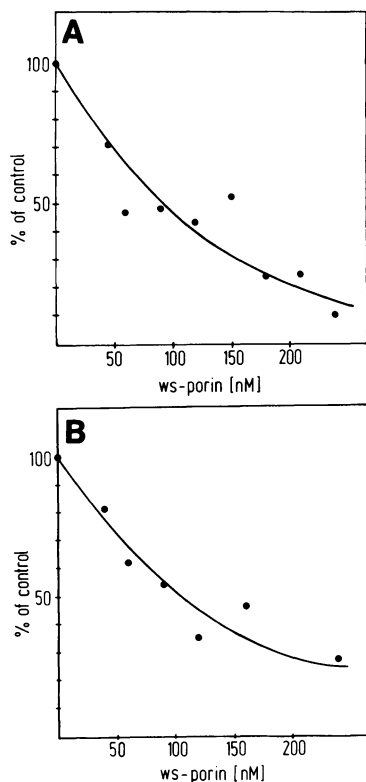 A
100
50
% of control
50 100 150 200
ws-porin [nM]
B
100
50
% of control
50 100 150 200
ws-porin [nM]